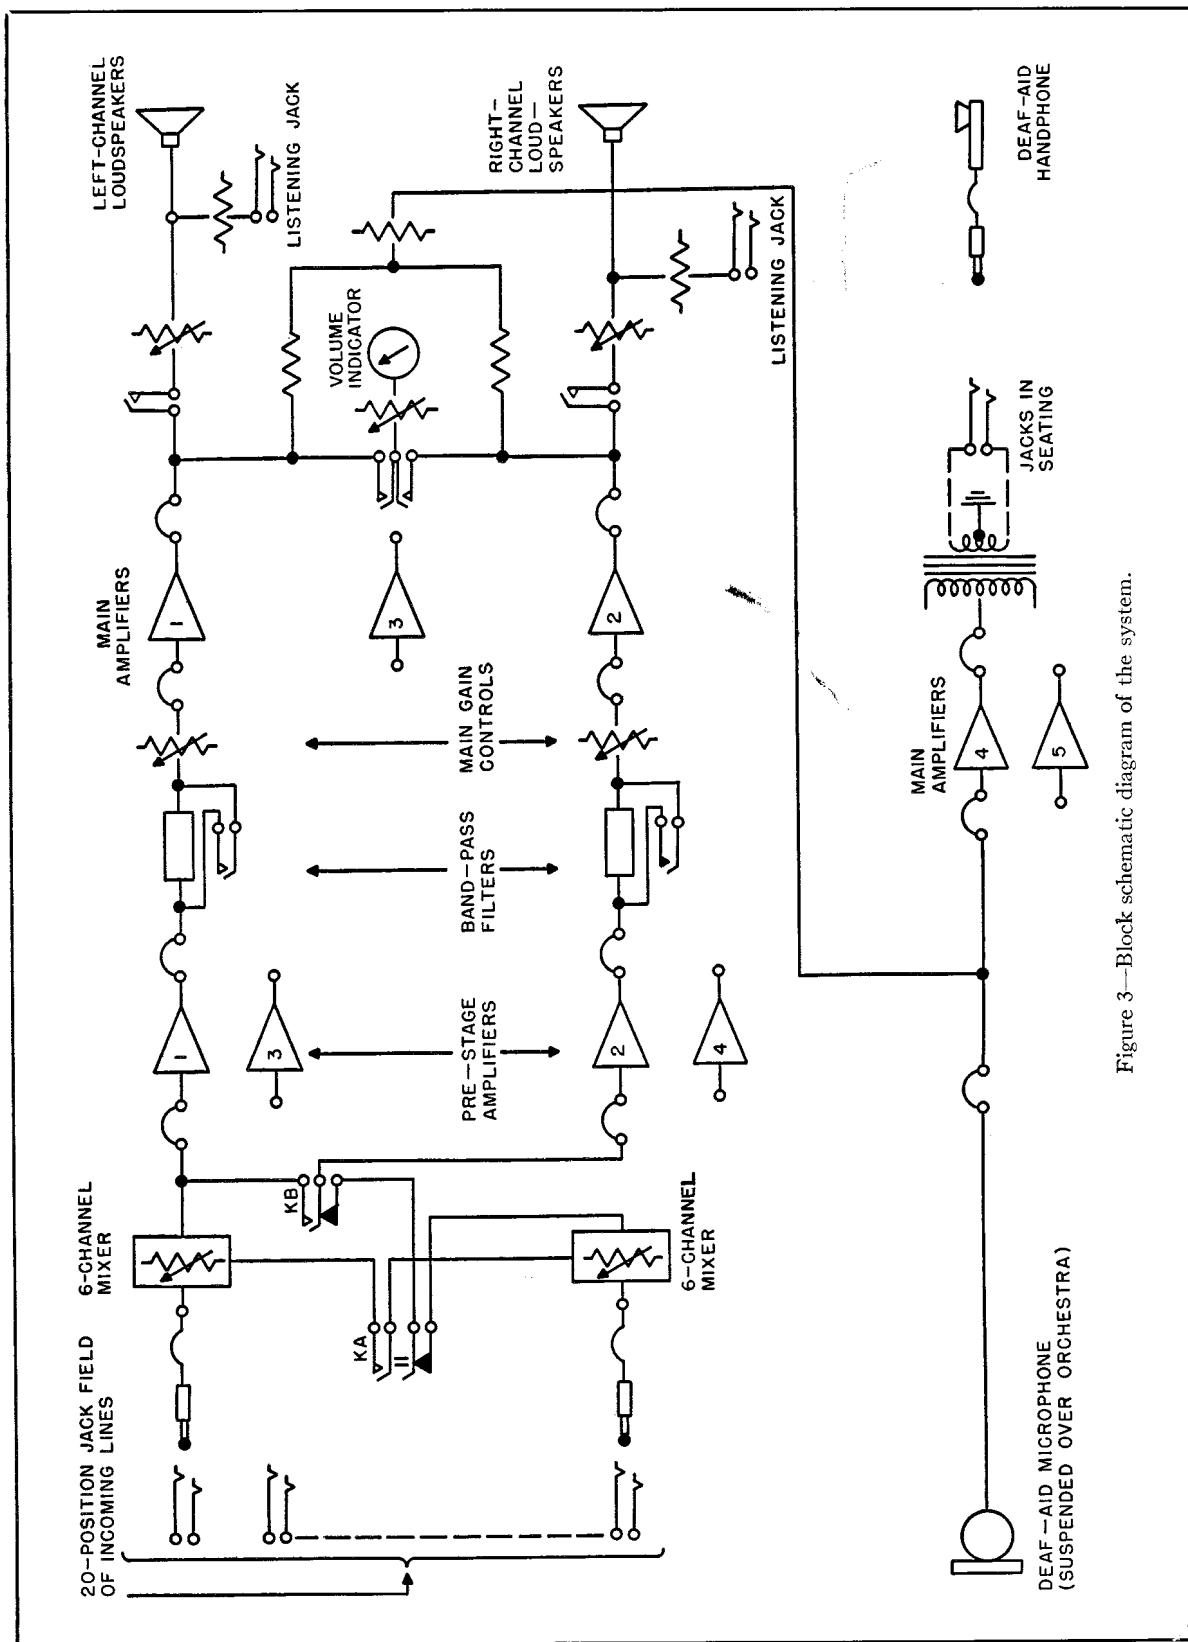 20-POSITION JACK FIELD
OF INCOMING LINES
6-CHANNEL
MIXER
KA
KB
6-CHANNEL
MIXER
1
3
PRE-STAGE
AMPLIFIERS
2
4
BAND-PASS
FILTERS
MAIN GAIN
CONTROLS
MAIN
AMPLIFIERS
1
3
2
VOLUME
INDICATOR
LEFT-CHANNEL
LOUDSPEAKERS
LISTENING JACK
RIGHT-
CHANNEL
LOUD-
SPEAKERS
LISTENING JACK
DEAF-AID MICROPHONE
(SUSPENDED OVER ORCHESTRA)
MAIN
AMPLIFIERS
4
5
JACKS IN
SEATING
DEAF-AID
HANDPHONE
Figure 3—Block schematic diagram of the system.